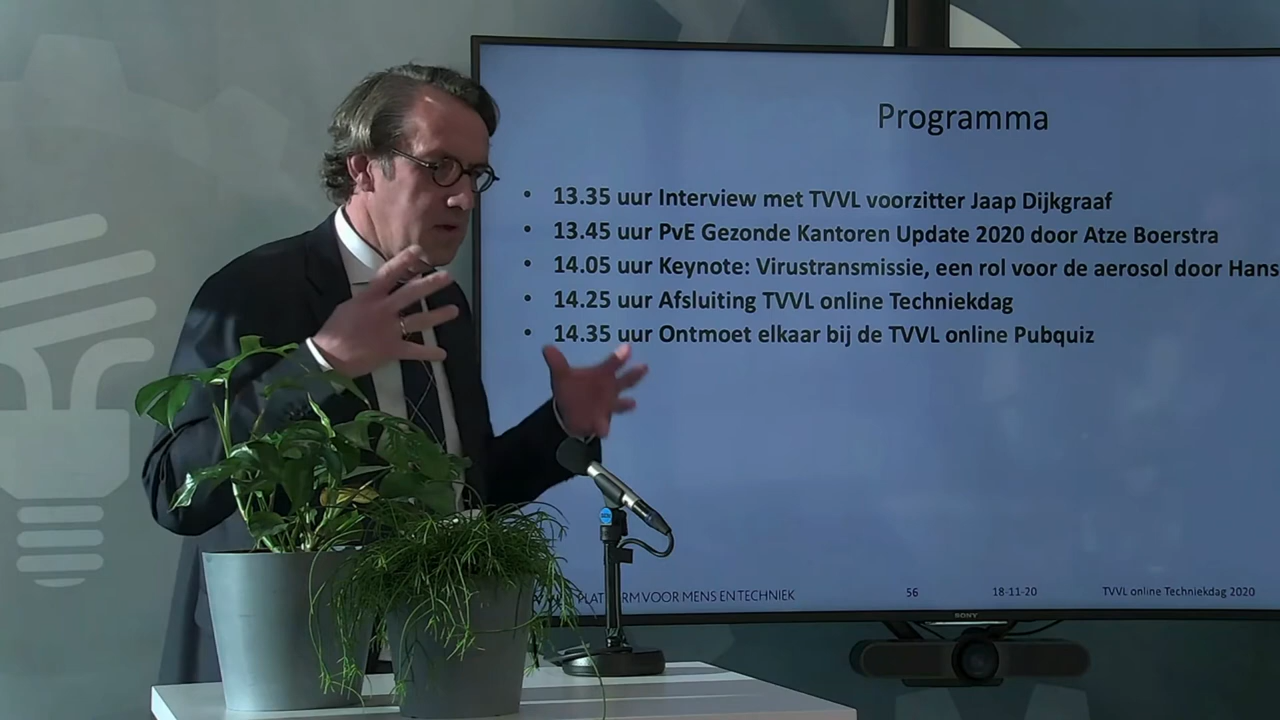 Programma
• 13.35 uur Interview met TVVL voorzitter Jaap Dijkgraaf
• 13.45 uur PvE Gezonde Kantoren Update 2020 door Atze Boerstra
• 14.05 uur Keynote: Virustransmissie, een rol voor de aerosol door Hans
• 14.25 uur Afsluiting TVVL online Techniekdag
• 14.35 uur Ontmoet elkaar bij de TVVL online Pubquiz
VOOR MENS EN TECHNIEK 56 18-11-20 TVVL online Techniekdag 2020
SONY